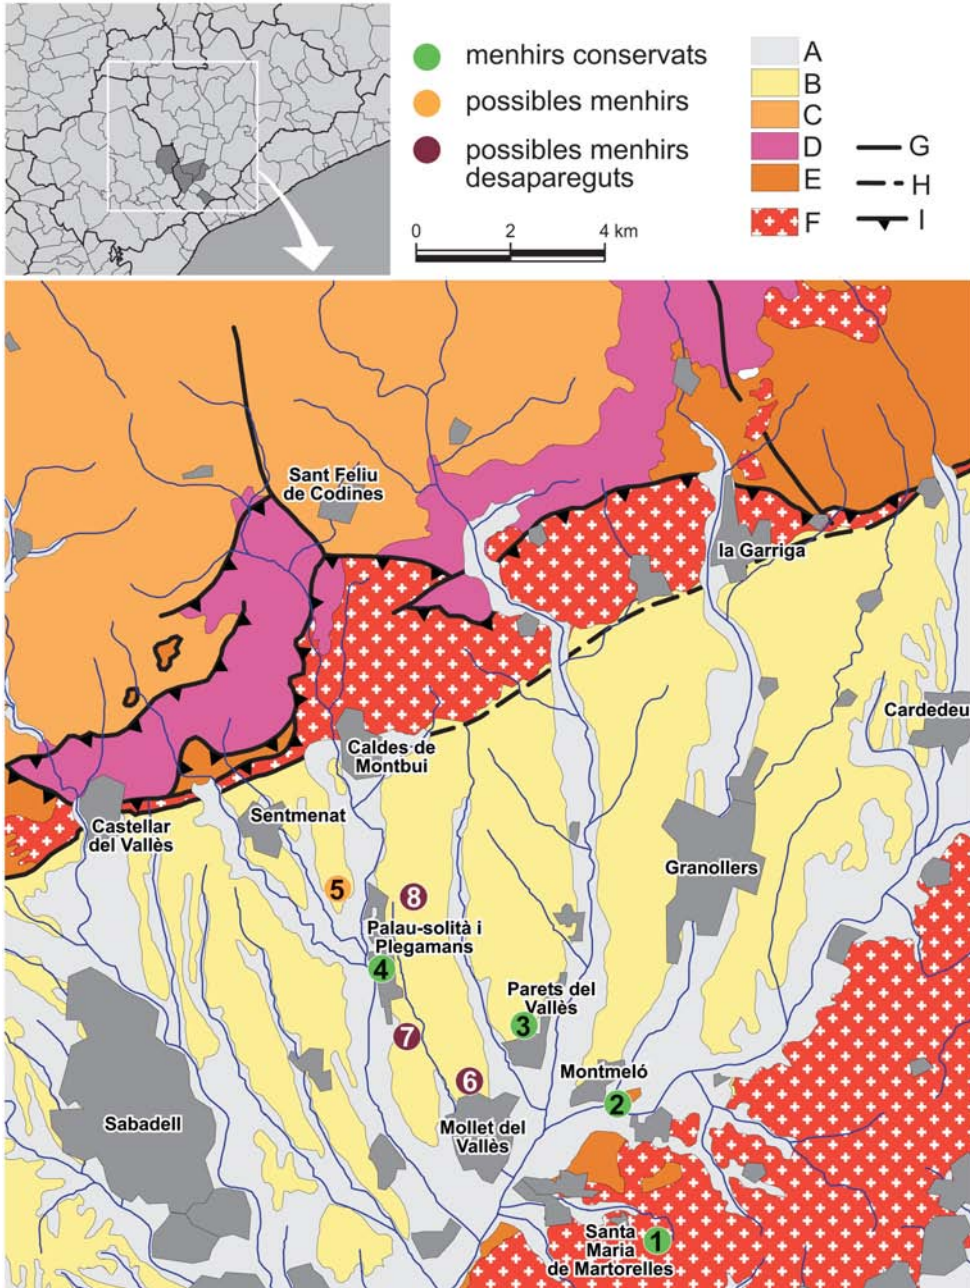 menhirs conservats
possibles menhirs
possibles menhirs
desapareguts
0 2 4 km
A
B
C
D
E
F
G
H
I
Sant Feliu
de Codines
la Garriga
Cardedeu
Caldes de
Montbui
Sentmenat
Castellar
del Vallès
Granollers
5
8
Palau-solità i
Plegamans
4
Parets del
Vallès
3
7
Montmeló
6
2
Sabadell
Mollet del
Vallès
Santa
Maria
de Martorelles
1